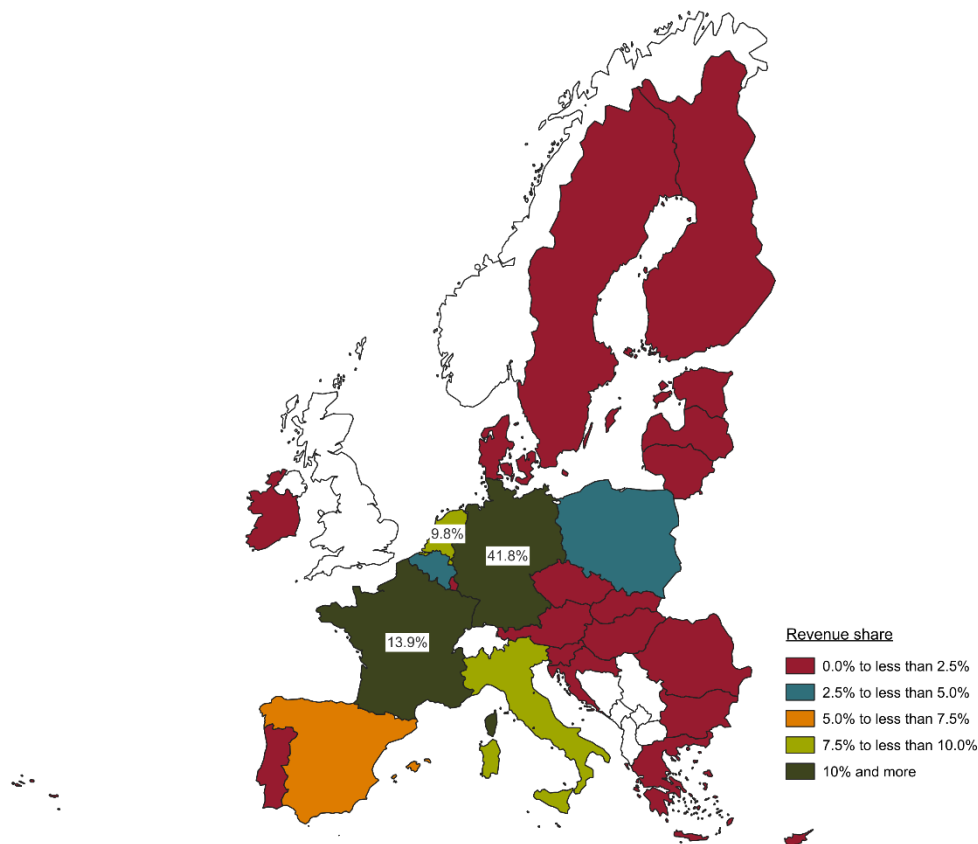 9.8%
41.8%
13.9%
Revenue share
0.0% to less than 2.5%
2.5% to less than 5.0%
5.0% to less than 7.5%
7.5% to less than 10.0%
10% and more